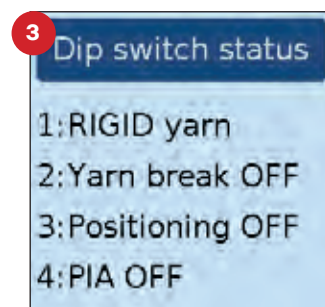 3
Dip switch status
1:RIGID yarn
2:Yarn break OFF
3:Positioning OFF
4:PIA OFF